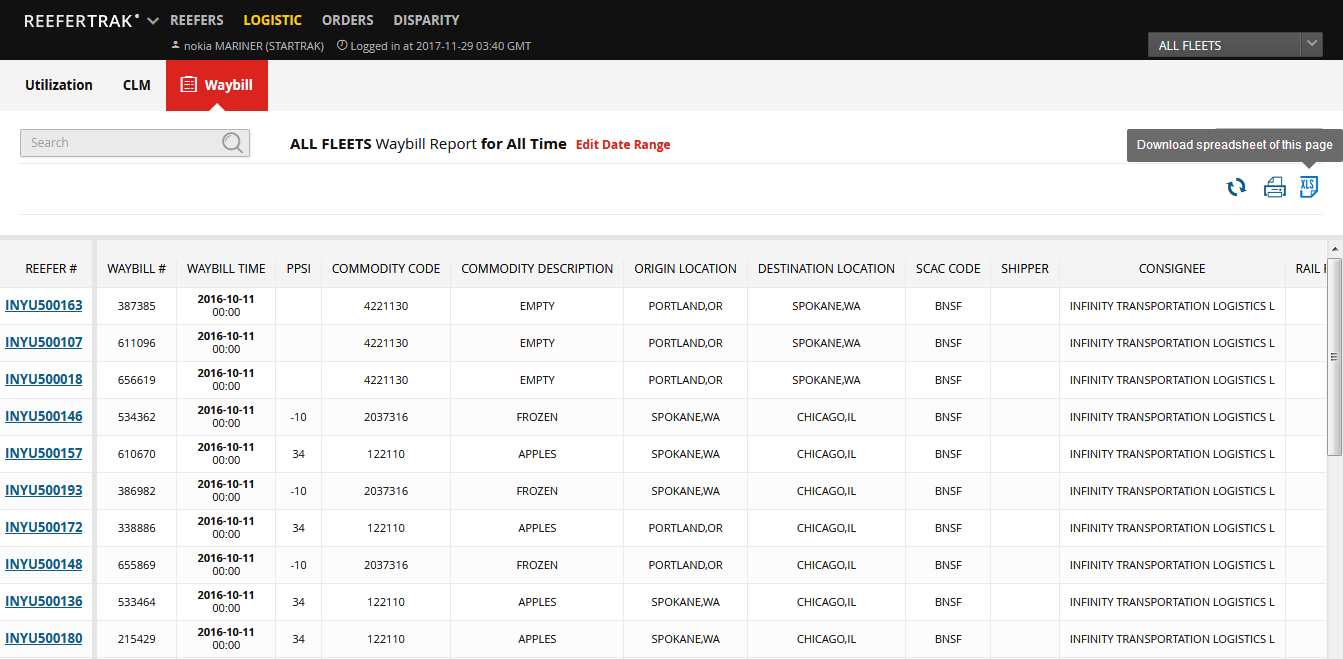 REEFERTRAK REEFERS LOGISTIC ORDERS DISPARITY
nokia MARINER (STARTRAK) Logged in at 2017-11-29 03:40 GMT
ALL FLEETS
Utilization CLM Waybill
Search
ALL FLEETS Waybill Report for All Time Edit Date Range
Download spreadsheet of this page
XLS
REEFER # WAYBILL # WAYBILL TIME PPSI COMMODITY CODE COMMODITY DESCRIPTION ORIGIN LOCATION DESTINATION LOCATION SCAC CODE SHIPPER CONSIGNEE RAIL
INYU500163 387385 2016-10-11 00:00 4221130 EMPTY PORTLAND,OR SPOKANE,WA BNSF INFINITY TRANSPORTATION LOGISTICS L
INYU500107 611096 2016-10-11 00:00 4221130 EMPTY PORTLAND,OR SPOKANE,WA BNSF INFINITY TRANSPORTATION LOGISTICS L
INYU500018 656619 2016-10-11 00:00 4221130 EMPTY PORTLAND,OR SPOKANE,WA BNSF INFINITY TRANSPORTATION LOGISTICS L
INYU500146 534362 2016-10-11 00:00 -10 2037316 FROZEN SPOKANE,WA CHICAGO,IL BNSF INFINITY TRANSPORTATION LOGISTICS L
INYU500157 610670 2016-10-11 00:00 34 122110 APPLES SPOKANE,WA CHICAGO,IL BNSF INFINITY TRANSPORTATION LOGISTICS L
INYU500193 386982 2016-10-11 00:00 -10 2037316 FROZEN SPOKANE,WA CHICAGO,IL BNSF INFINITY TRANSPORTATION LOGISTICS L
INYU500172 338886 2016-10-11 00:00 34 122110 APPLES PORTLAND,OR CHICAGO,IL BNSF INFINITY TRANSPORTATION LOGISTICS L
INYU500148 655869 2016-10-11 00:00 -10 2037316 FROZEN PORTLAND,OR CHICAGO,IL BNSF INFINITY TRANSPORTATION LOGISTICS L
INYU500136 533464 2016-10-11 00:00 34 122110 APPLES SPOKANE,WA CHICAGO,IL BNSF INFINITY TRANSPORTATION LOGISTICS L
INYU500180 215429 2016-10-11 00:00 34 122110 APPLES SPOKANE,WA CHICAGO,IL BNSF INFINITY TRANSPORTATION LOGISTICS L